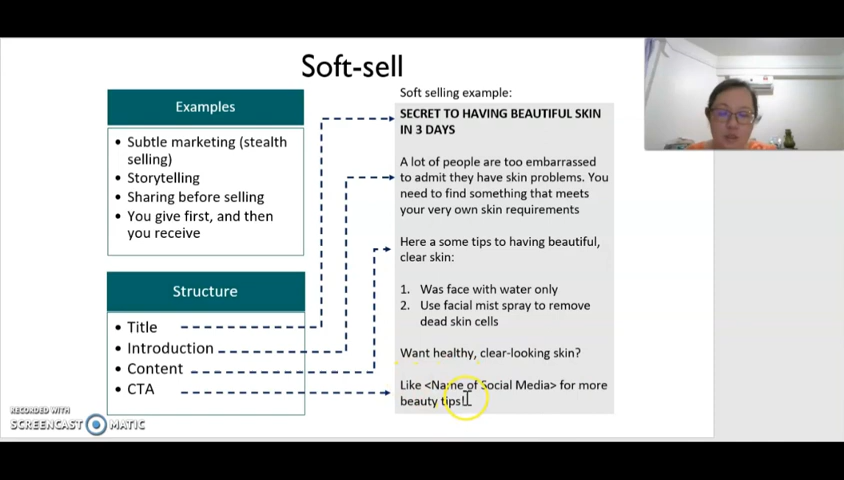 Soft-sell
Examples
• Subtle marketing (stealth
selling)
• Storytelling
• Sharing before selling
• You give first, and then
you receive
Structure
• Title
• Introduction
• Content
• CTA
Soft selling example:
SECRET TO HAVING BEAUTIFUL SKIN
IN 3 DAYS
A lot of people are too embarrassed
to admit they have skin problems. You
need to find something that meets
your very own skin requirements
Here a some tips to having beautiful,
clear skin:
1. Was face with water only
2. Use facial mist spray to remove
dead skin cells
Want healthy, clear-looking skin?
Like <Name of Social Media> for more
beauty tips!
RECORDED WITH
SCREENCAST MATIC